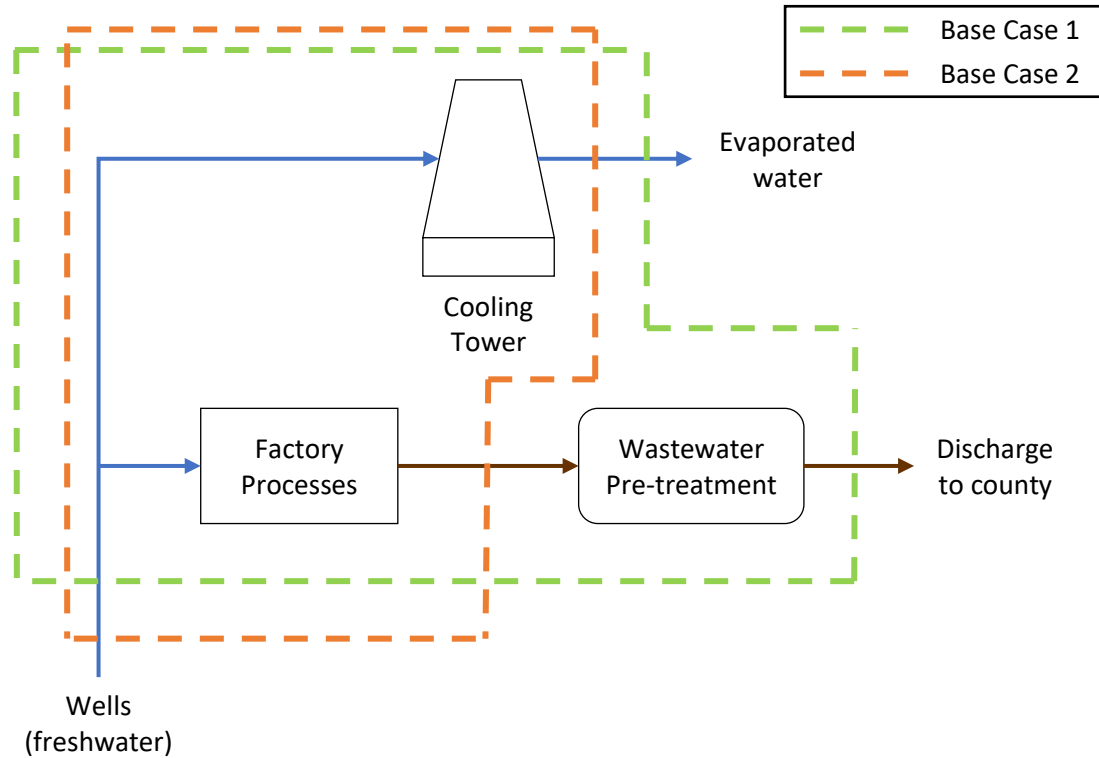 Base Case 1
Base Case 2
Evaporated
water
Cooling
Tower
Factory
Processes
Wastewater
Pre-treatment
Discharge
to county
Wells
(freshwater)